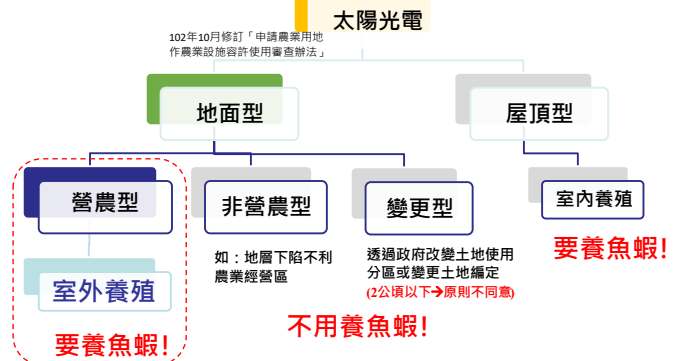 太陽光電
102年10月修訂「申請農業用地
作農業設施容許使用審查辦法」
地面型
屋頂型
營農型
非營農型
變更型
室內養殖
如：地層下陷不利
農業經營區
透過政府改變土地使用
分區或變更土地編定
(2公頃以下→原則不同意)
要養魚蝦!
室外養殖
不用養魚蝦!
要養魚蝦!